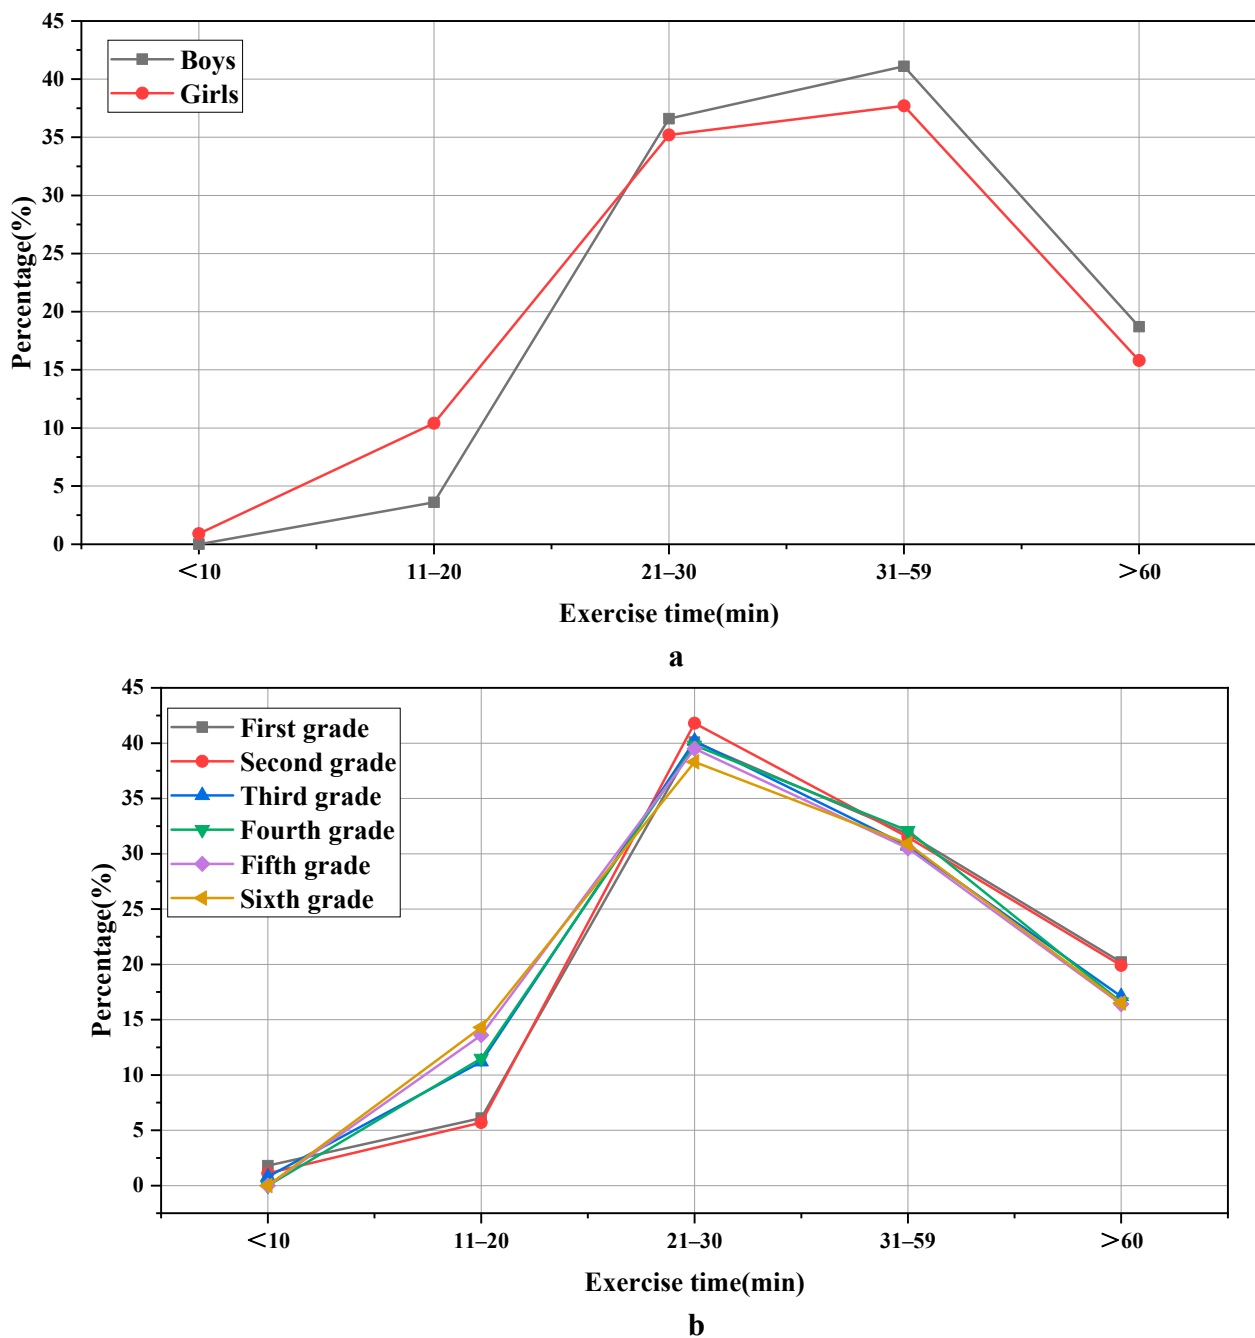 45
40
35
30
25
20
15
10
5
0
Percentage(%)
Boys
Girls
<10 11–20 21–30 31–59 >60
Exercise time(min)
a
45
40
35
30
25
20
15
10
5
0
Percentage(%)
First grade
Second grade
Third grade
Fourth grade
Fifth grade
Sixth grade
<10 11–20 21–30 31–59 >60
Exercise time(min)
b